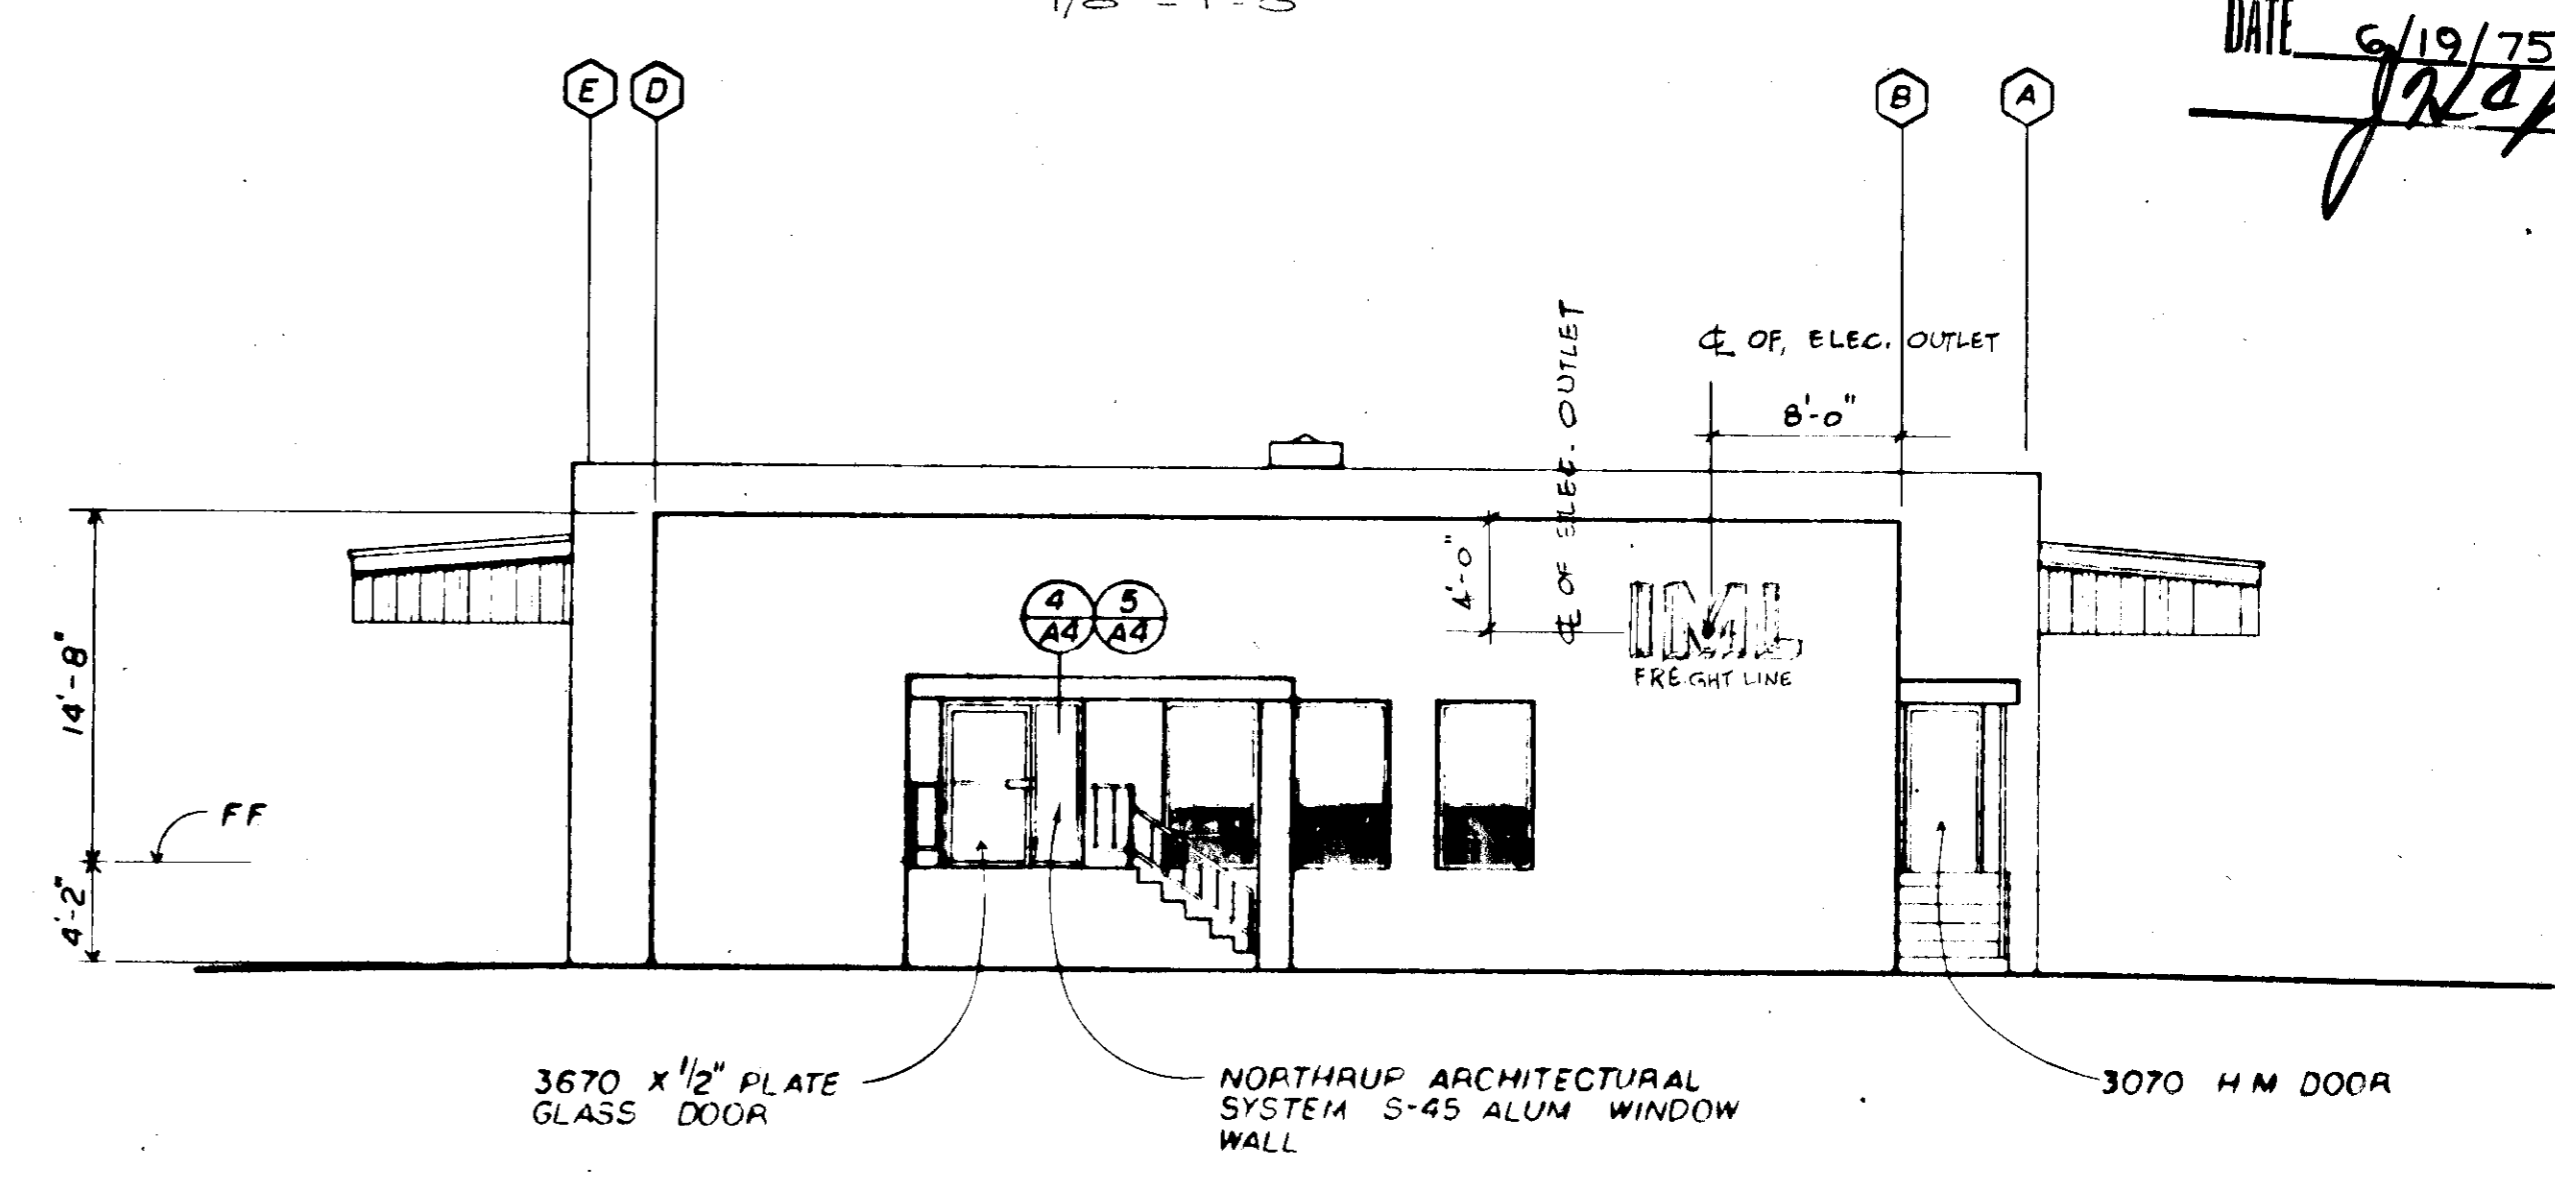 DATE 6/19/75
E
D
B
A
℄ OF ELEC. OUTLET
℄ OF ELEC. OUTLET
8'-0"
4'-0"
4
A4
5
A4
IML
FREIGHT LINE
14'-8"
FF
4'-2"
3670 x 1/2" PLATE
GLASS DOOR
NORTHRUP ARCHITECTURAL
SYSTEM S-45 ALUM WINDOW
WALL
3070 HM DOOR